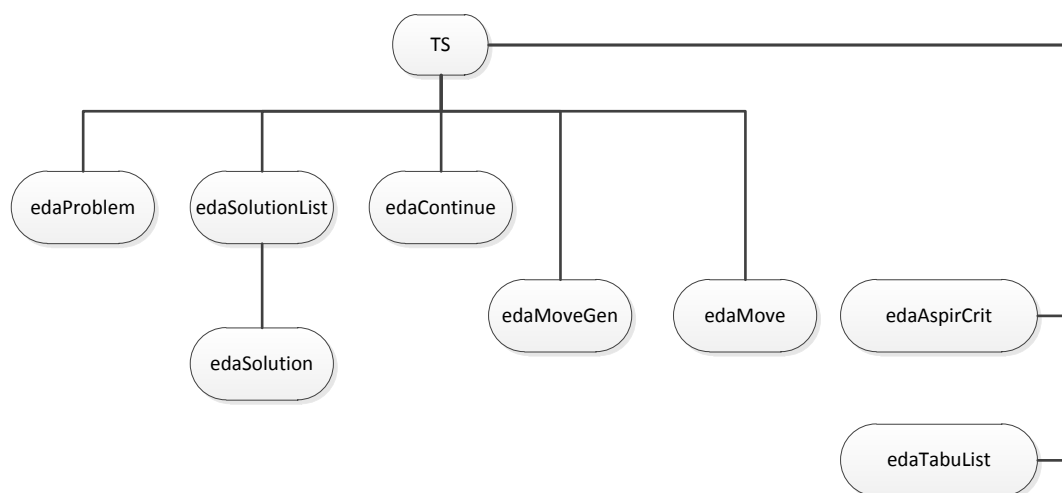 TS
edaProblem
edaSolutionList
edaContinue
edaMoveGen
edaMove
edaAspirCrit
edaSolution
edaTabuList